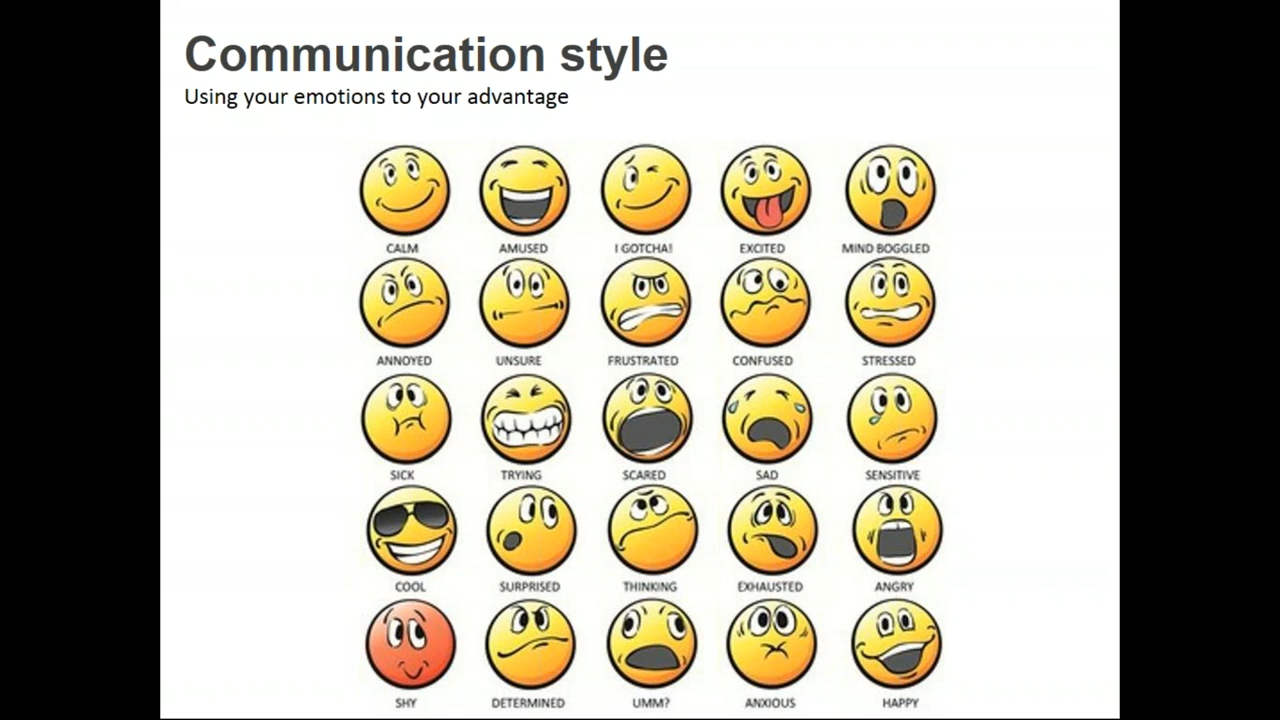 Communication style
Using your emotions to your advantage
CALM AMUSED I GOTCHA! EXCITED MIND BOGGLED
ANNOYED UNSURE FRUSTRATED CONFUSED STRESSED
SICK TRYING SCARED SAD SENSITIVE
COOL SURPRISED THINKING EXHAUSTED ANGRY
SHY DETERMINED UMM? ANXIOUS HAPPY